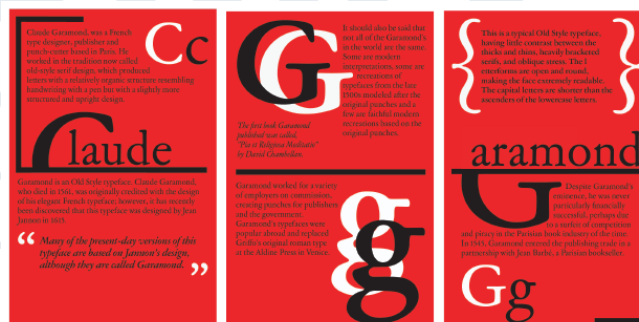 Claude Garamond, was a French
type designer, publisher and
punch-cutter based in Paris. He
worked in the tradition now called
old-style serif design, which produced
letters with a relatively organic structure resembling
handwriting with a pen but with a slightly more
structured and upright design.
Cc
Claude
Garamond is an Old Style typeface. Claude Garamond,
who died in 1561, was originally credited with the design
of his elegant French typeface; however, it has recently
been discovered that this typeface was designed by Jean
Jannon in 1615.
“ Many of the present-day versions of this
typeface are based on Jannon's design,
although they are called Garamond. ”
GG
It should also be said that
not all of the Garamond's
in the world are the same.
Some are modern
interpretations, some are
recreations of
typefaces from the late
1500s modeled after the
original punches and a
few are faithful modern
recreations based on the
original punches.
The first book Garamond
published was called,
"Pia et Religiosa Meditatio"
by David Chambellan.
Garamond worked for a variety
of employers on commission,
creating punches for publishers
and the government.
Garamond's typefaces were
popular abroad and replaced
Griffo's original roman type
at the Aldine Press in Venice.
gg
{ This is a typical Old Style typeface, }
having little contrast between the
thicks and thins, heavily bracketed
serifs, and oblique stress. The
letterforms are open and round,
making the face extremely readable.
The capital letters are shorter than the
ascenders of the lowercase letters.
Garamond
Despite Garamond's
eminence, he was never
particularly financially
successful, perhaps due
to a surfeit of competition
and piracy in the Parisian book industry of the time.
In 1545, Garamond entered the publishing trade in a
partnership with Jean Barbé, a Parisian bookseller.
Gg